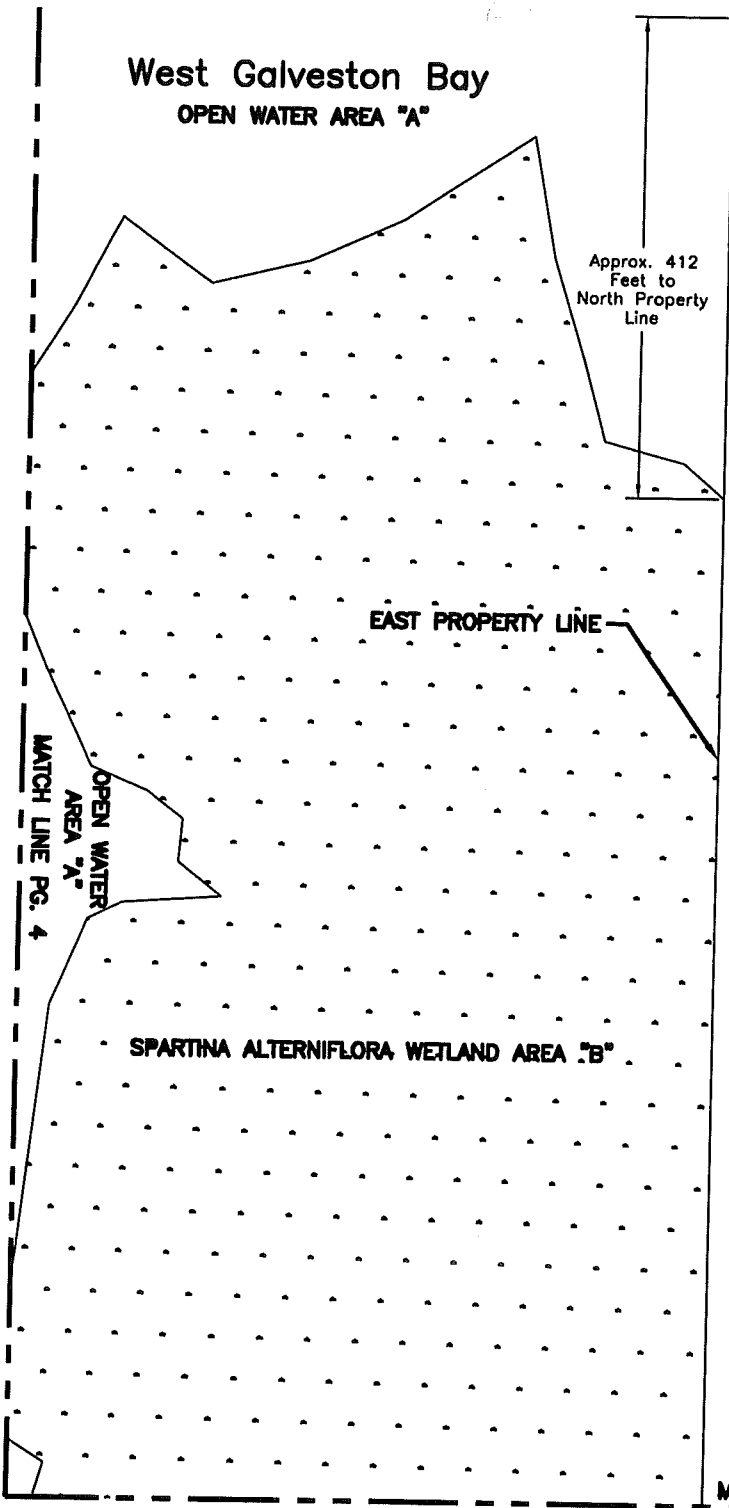 West Galveston Bay
OPEN WATER AREA "A"
Approx. 412
Feet to
North Property
Line
EAST PROPERTY LINE
OPEN WATER
AREA "A"
MATCH LINE PG. 4
SPARTINA ALTERNIFLORA WETLAND AREA "B"